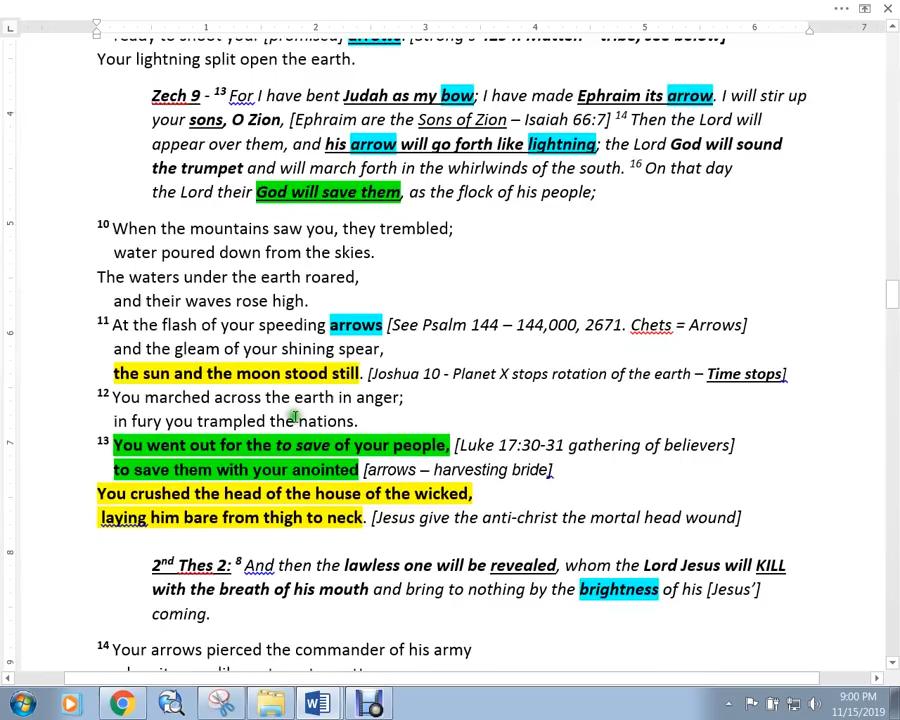 arrows.
Your lightning split open the earth.
Zech 9 - 13 For I have bent Judah as my bow; I have made Ephraim its arrow. I will stir up
your sons, O Zion, [Ephraim are the Sons of Zion – Isaiah 66:7] 14 Then the Lord will
appear over them, and his arrow will go forth like lightning; the Lord God will sound
the trumpet and will march forth in the whirlwinds of the south. 16 On that day
the Lord their God will save them, as the flock of his people;
10 When the mountains saw you, they trembled;
water poured down from the skies.
The waters under the earth roared,
and their waves rose high.
11 At the flash of your speeding arrows [See Psalm 144 – 144,000, 2671. Chets = Arrows]
and the gleam of your shining spear,
the sun and the moon stood still. [Joshua 10 - Planet X stops rotation of the earth – Time stops]
12 You marched across the earth in anger;
in fury you trampled the nations.
13 You went out for the to save of your people, [Luke 17:30-31 gathering of believers]
to save them with your anointed [arrows – harvesting bride]
You crushed the head of the house of the wicked,
laying him bare from thigh to neck. [Jesus give the anti-christ the mortal head wound]
2nd Thes 2: 8 And then the lawless one will be revealed, whom the Lord Jesus will KILL
with the breath of his mouth and bring to nothing by the brightness of his [Jesus’]
coming.
14 Your arrows pierced the commander of his army
9:00 PM
11/15/2019